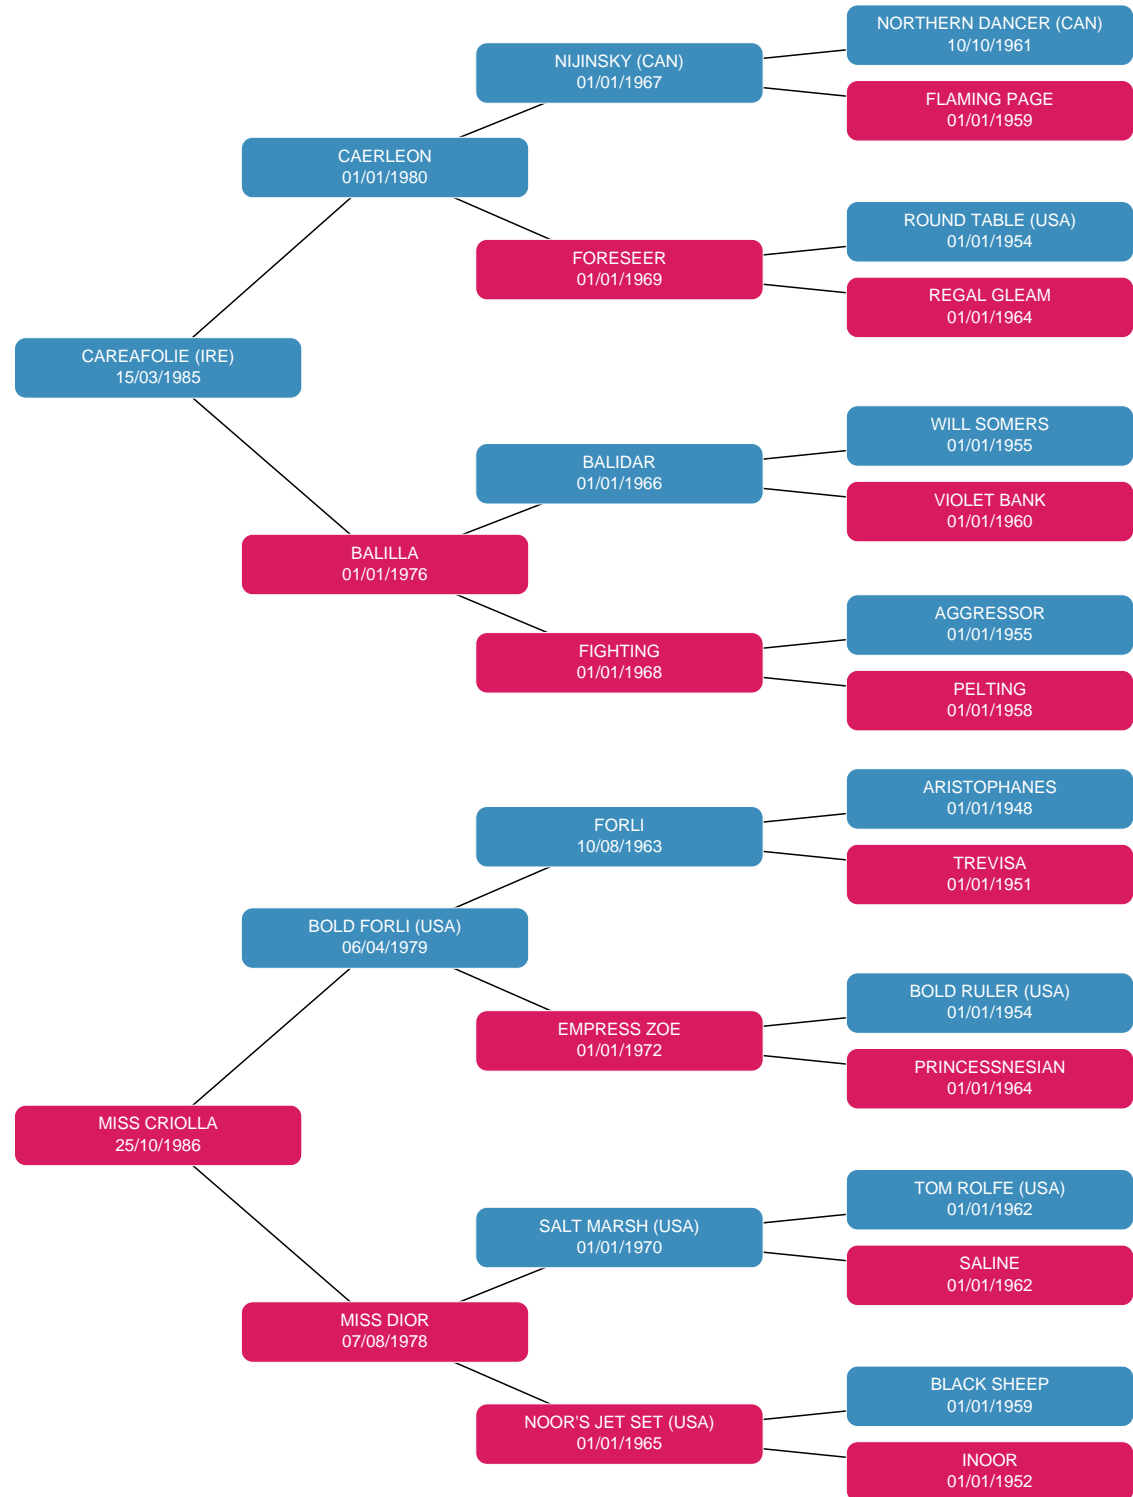 NORTHERN DANCER (CAN)
10/10/1961
NIJINSKY (CAN)
01/01/1967
FLAMING PAGE
01/01/1959
CAERLEON
01/01/1980
ROUND TABLE (USA)
01/01/1954
FORESEER
01/01/1969
REGAL GLEAM
01/01/1964
CAREAFOLIE (IRE)
15/03/1985
WILL SOMERS
01/01/1955
BALIDAR
01/01/1966
VIOLET BANK
01/01/1960
BALILLA
01/01/1976
AGGRESSOR
01/01/1955
FIGHTING
01/01/1968
PELTING
01/01/1958
ARISTOPHANES
01/01/1948
FORLI
10/08/1963
TREVISA
01/01/1951
BOLD FORLI (USA)
06/04/1979
BOLD RULER (USA)
01/01/1954
EMPRESS ZOE
01/01/1972
PRINCESSNESIAN
01/01/1964
MISS CRIOLLA
25/10/1986
TOM ROLFE (USA)
01/01/1962
SALT MARSH (USA)
01/01/1970
SALINE
01/01/1962
MISS DIOR
07/08/1978
BLACK SHEEP
01/01/1959
NOOR'S JET SET (USA)
01/01/1965
INOOR
01/01/1952